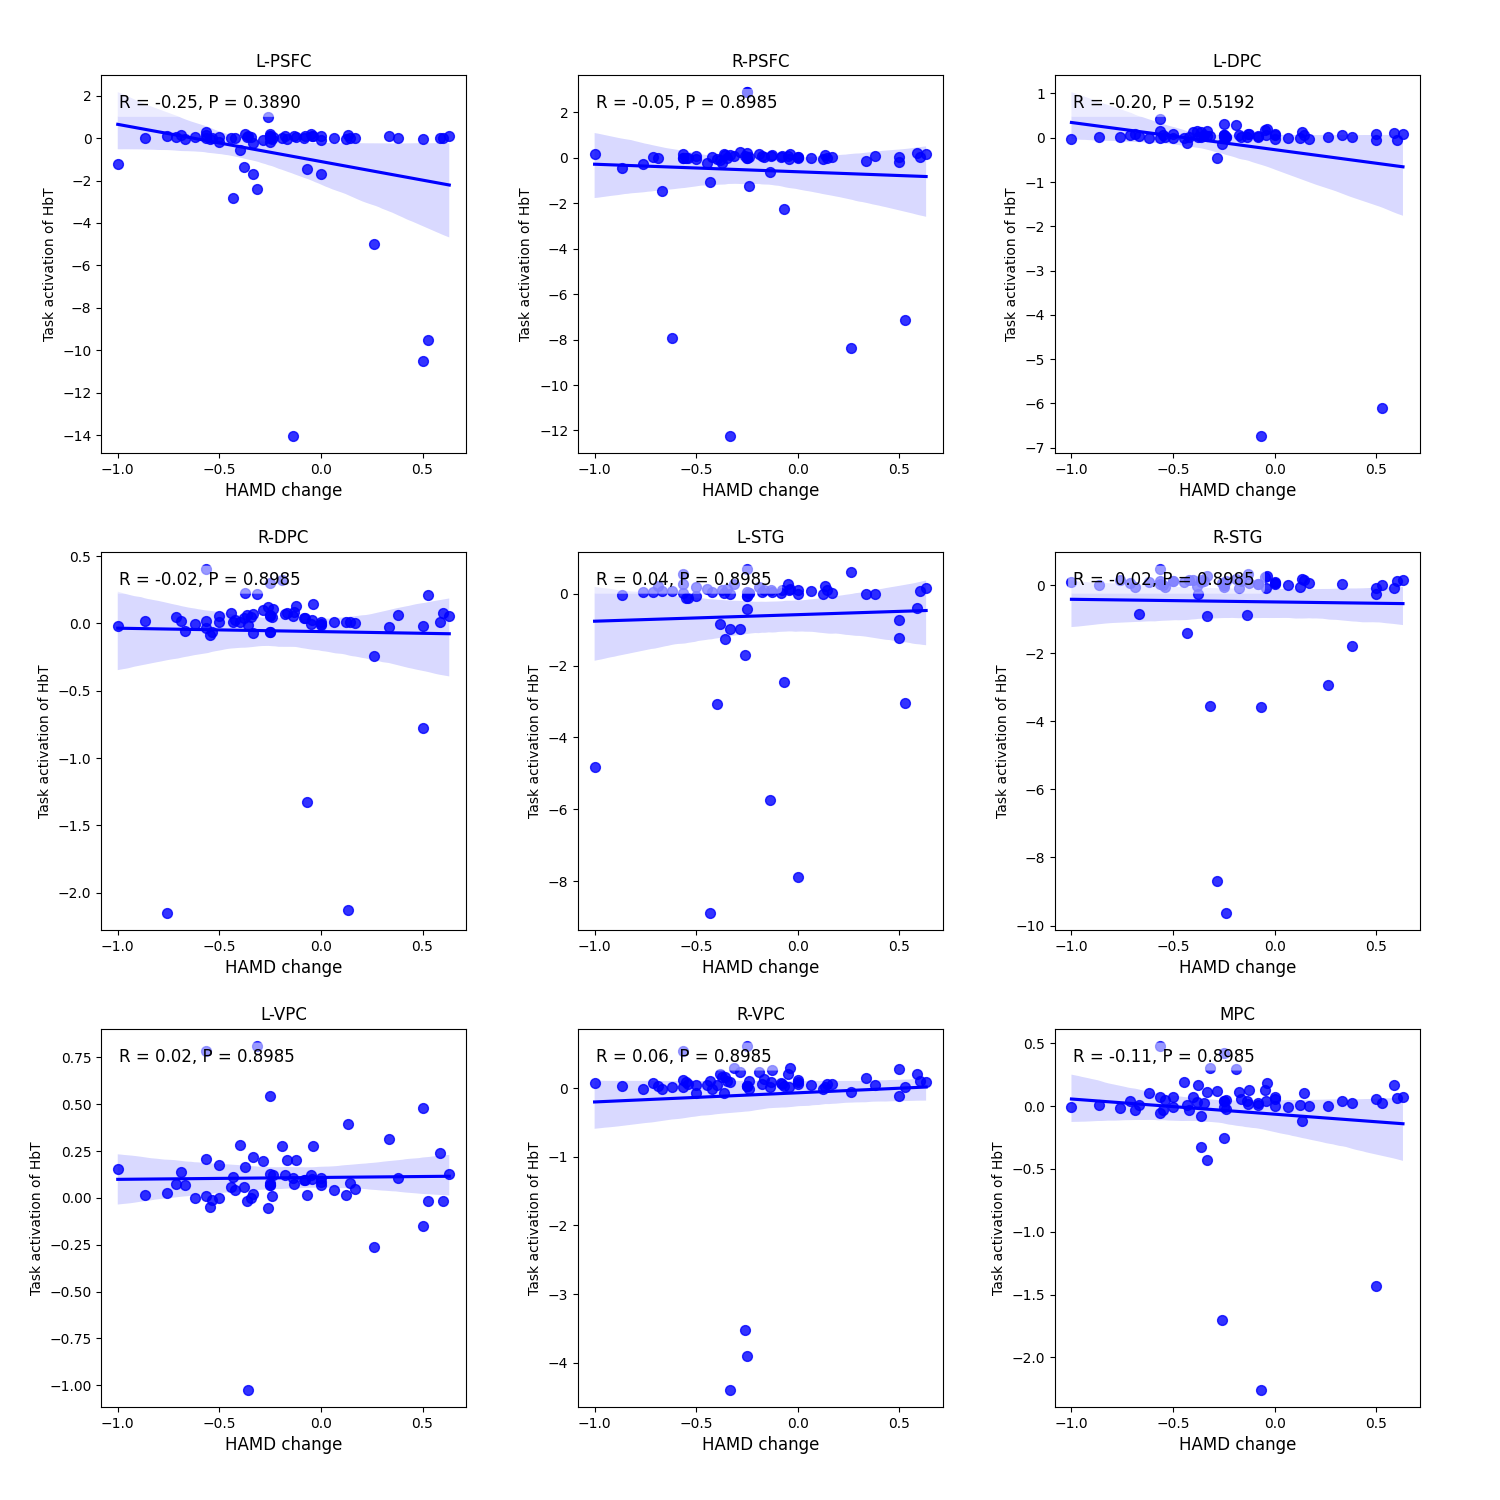 L-PSFC
R = -0.25, P = 0.3890
Task activation of HbT
2
0
−2
−4
−6
−8
−10
−12
−14
−1.0
−0.5
0.0
0.5
HAMD change
R-PSFC
R = -0.05, P = 0.8985
Task activation of HbT
2
0
−2
−4
−6
−8
−10
−12
−1.0
−0.5
0.0
0.5
HAMD change
L-DPC
R = -0.20, P = 0.5192
Task activation of HbT
1
0
−1
−2
−3
−4
−5
−6
−7
−1.0
−0.5
0.0
0.5
HAMD change
R-DPC
R = -0.02, P = 0.8985
Task activation of HbT
0.5
0.0
−0.5
−1.0
−1.5
−2.0
−1.0
−0.5
0.0
0.5
HAMD change
L-STG
R = 0.04, P = 0.8985
Task activation of HbT
0
−2
−4
−6
−8
−1.0
−0.5
0.0
0.5
HAMD change
R-STG
R = -0.02, P = 0.8985
Task activation of HbT
0
−2
−4
−6
−8
−10
−1.0
−0.5
0.0
0.5
HAMD change
L-VPC
R = 0.02, P = 0.8985
Task activation of HbT
0.75
0.50
0.25
0.00
−0.25
−0.50
−0.75
−1.00
−1.0
−0.5
0.0
0.5
HAMD change
R-VPC
R = 0.06, P = 0.8985
Task activation of HbT
0
−1
−2
−3
−4
−1.0
−0.5
0.0
0.5
HAMD change
MPC
R = -0.11, P = 0.8985
Task activation of HbT
0.5
0.0
−0.5
−1.0
−1.5
−2.0
−1.0
−0.5
0.0
0.5
HAMD change